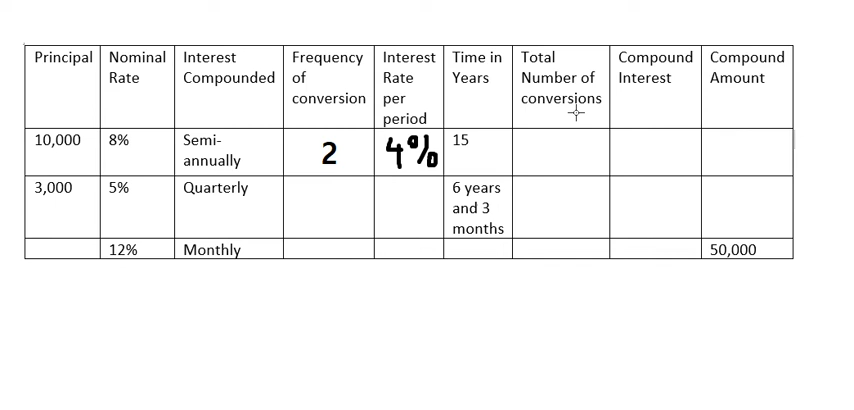 Principal Nominal Interest Frequency Interest Time in Total Compound Compound
Rate Compounded of Rate Years Number of Interest Amount
conversion per conversions
period
10,000 8% Semi- 2 4% 15
annually
3,000 5% Quarterly 6 years
and 3
months
12% Monthly 50,000